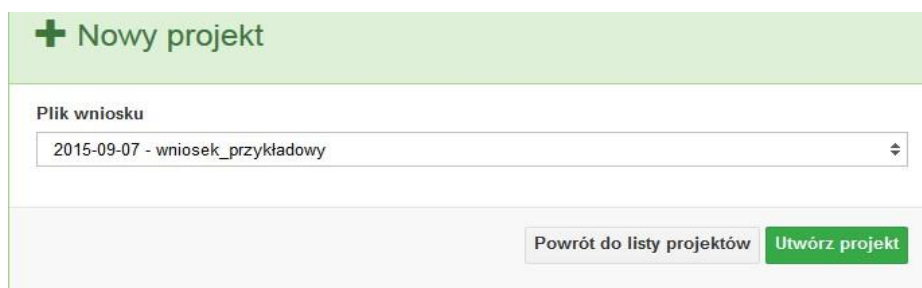 Nowy projekt
Plik wniosku
2015-09-07 - wniosek_przykładowy
Powrót do listy projektów Utwórz projekt